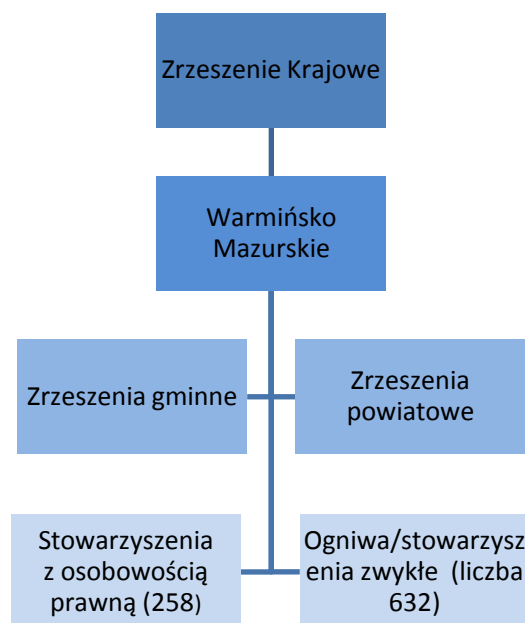 Zrzeszenie Krajowe
Warmińsko
Mazurskie
Zrzeszenia gminne
Zrzeszenia
powiatowe
Stowarzyszenia
z osobowością
prawną (258)
Ogniwa/stowarzysz
enia zwykłe (liczba
632)